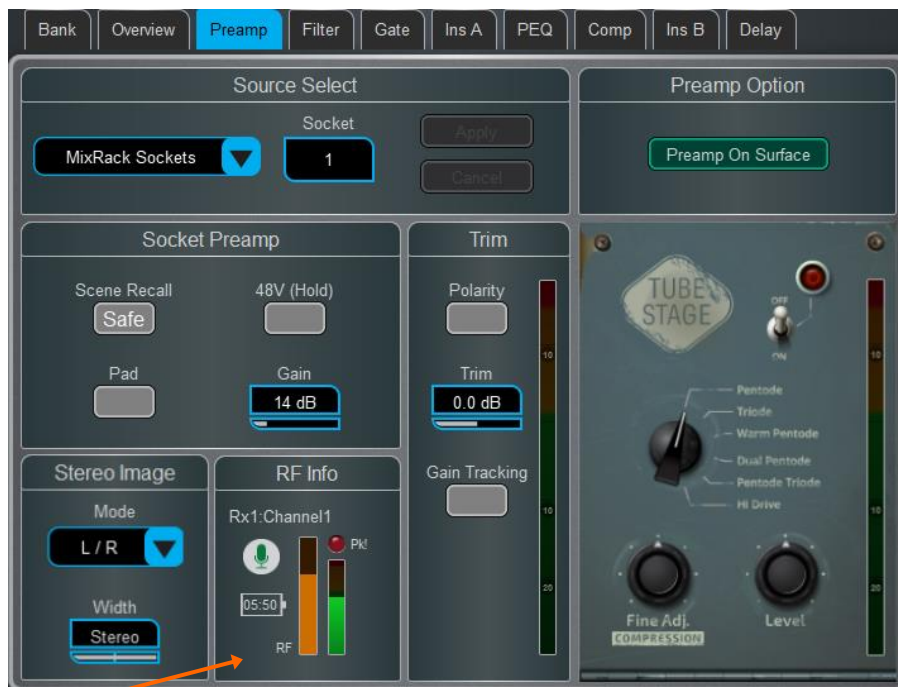 Bank Overview Preamp Filter Gate Ins A PEQ Comp Ins B Delay
Source Select
Socket
MixRack Sockets
1
Apply
Cancel
Preamp Option
Preamp On Surface
Socket Preamp
Scene Recall
Safe
48V (Hold)
Pad
Gain
14 dB
Trim
Polarity
Trim
0.0 dB
Gain Tracking
10
10
20
Stereo Image
Mode
L / R
Width
Stereo
RF Info
Rx1:Channel1
Pk!
05:50
RF
TUBE
STAGE
OFF
ON
Pentode
Triode
Warm Pentode
Dual Pentode
Pentode Triode
Hi Drive
Fine Adj.
COMPRESSION
Level
10
10
20